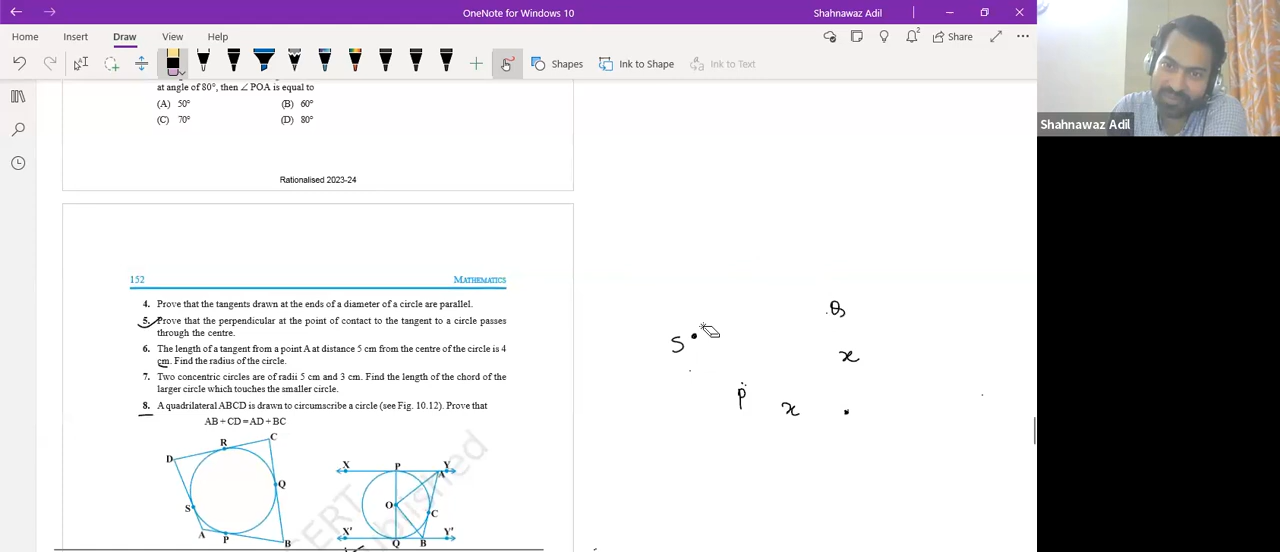 OneNote for Windows 10
Shahnawaz Adil
Home Insert Draw View Help
Share
Shapes
Ink to Shape
Ink to Text
Shahnawaz Adil
at angle of 80°, then ∠ POA is equal to
(A) 50° (B) 60°
(C) 70° (D) 80°
Rationalised 2023-24
152 MATHEMATICS
4. Prove that the tangents drawn at the ends of a diameter of a circle are parallel.
5. Prove that the perpendicular at the point of contact to the tangent to a circle passes
through the centre.
6. The length of a tangent from a point A at distance 5 cm from the centre of the circle is 4
cm. Find the radius of the circle.
7. Two concentric circles are of radii 5 cm and 3 cm. Find the length of the chord of the
larger circle which touches the smaller circle.
8. A quadrilateral ABCD is drawn to circumscribe a circle (see Fig. 10.12). Prove that
AB + CD = AD + BC
R C
D
Q
S
A P B
X P Y
A
O
C
X' Y'
Q B
S
x
P x